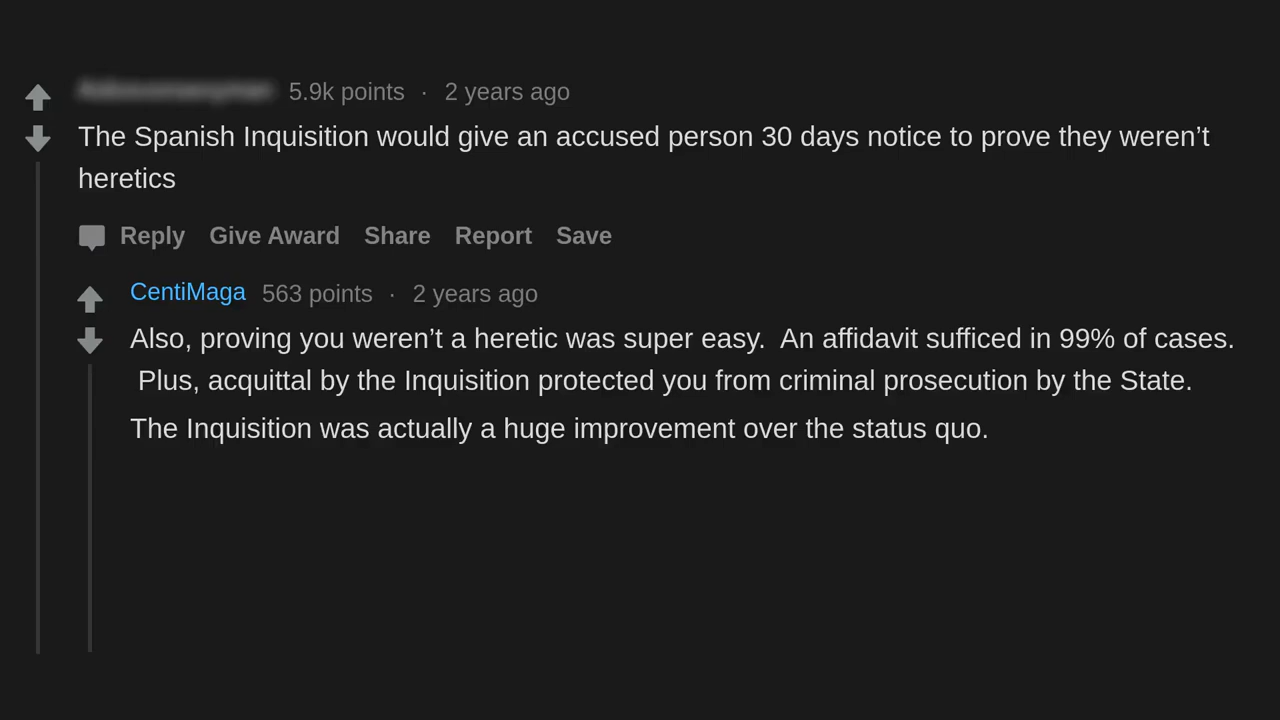 5.9k points · 2 years ago
The Spanish Inquisition would give an accused person 30 days notice to prove they weren’t
heretics
Reply Give Award Share Report Save
CentiMaga 563 points · 2 years ago
Also, proving you weren’t a heretic was super easy.  An affidavit sufficed in 99% of cases.
Plus, acquittal by the Inquisition protected you from criminal prosecution by the State.
The Inquisition was actually a huge improvement over the status quo.